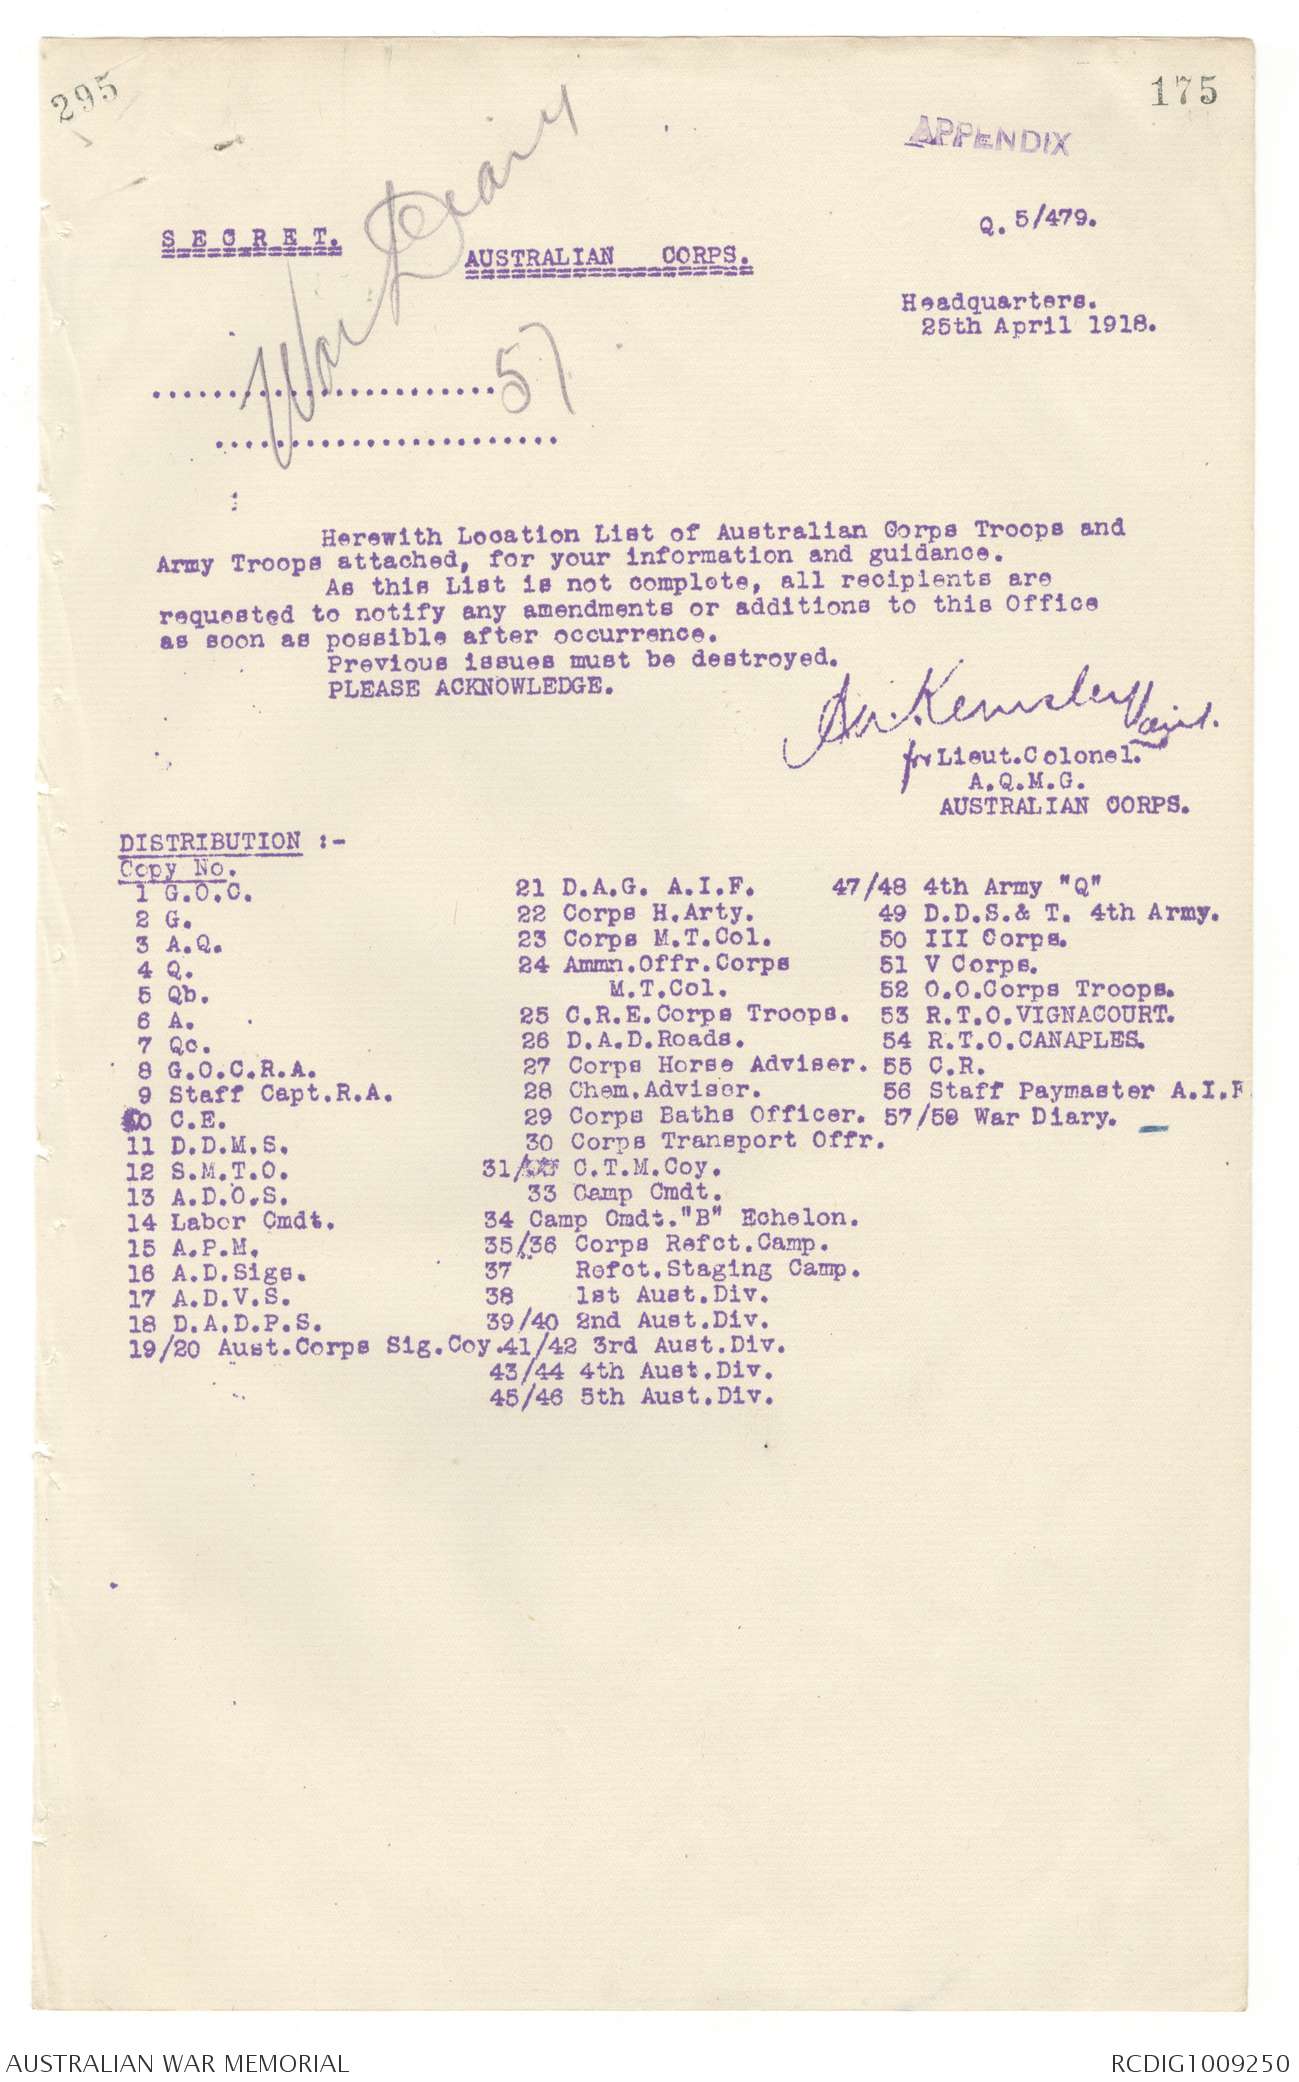 295
175
APPENDIX
War Diary
Q. 5/479.
S E C R E T.
AUSTRALIAN CORPS.
Headquarters.
25th April 1918.
.......................57
.......................
:
Herewith Location List of Australian Corps Troops and
Army Troops attached, for your information and guidance.
As this List is not complete, all recipients are
requested to notify any amendments or additions to this Office
as soon as possible after occurrence.
Previous issues must be destroyed.
PLEASE ACKNOWLEDGE.
Kemsley
for Lieut.Colonel.
A.Q.M.G.
AUSTRALIAN CORPS.
DISTRIBUTION :-
Copy No.
1 G.O.C.
2 G.
3 A.Q.
4 Q.
5 Qb.
6 A.
7 Qc.
8 G.O.C.R.A.
9 Staff Capt.R.A.
10 C.E.
11 D.D.M.S.
12 S.M.T.O.
13 A.D.O.S.
14 Labor Cmdt.
15 A.P.M.
16 A.D.Sigs.
17 A.D.V.S.
18 D.A.D.P.S.
19/20 Aust.Corps Sig.Coy.
21 D.A.G. A.I.F.
22 Corps H.Arty.
23 Corps M.T.Col.
24 Ammn.Offr.Corps
M.T.Col.
25 C.R.E.Corps Troops.
26 D.A.D.Roads.
27 Corps Horse Adviser.
28 Chem.Adviser.
29 Corps Baths Officer.
30 Corps Transport Offr.
31/ C.T.M.Coy.
33 Camp Cmdt.
34 Camp Cmdt."B" Echelon.
35/36 Corps Refct.Camp.
37 Refct.Staging Camp.
38 1st Aust.Div.
39/40 2nd Aust.Div.
41/42 3rd Aust.Div.
43/44 4th Aust.Div.
45/46 5th Aust.Div.
47/48 4th Army "Q"
49 D.D.S.& T. 4th Army.
50 III Corps.
51 V Corps.
52 O.O.Corps Troops.
53 R.T.O.VIGNACOURT.
54 R.T.O.CANAPLES.
55 C.R.
56 Staff Paymaster A.I.F
57/58 War Diary.
AUSTRALIAN WAR MEMORIAL
RCDIG1009250